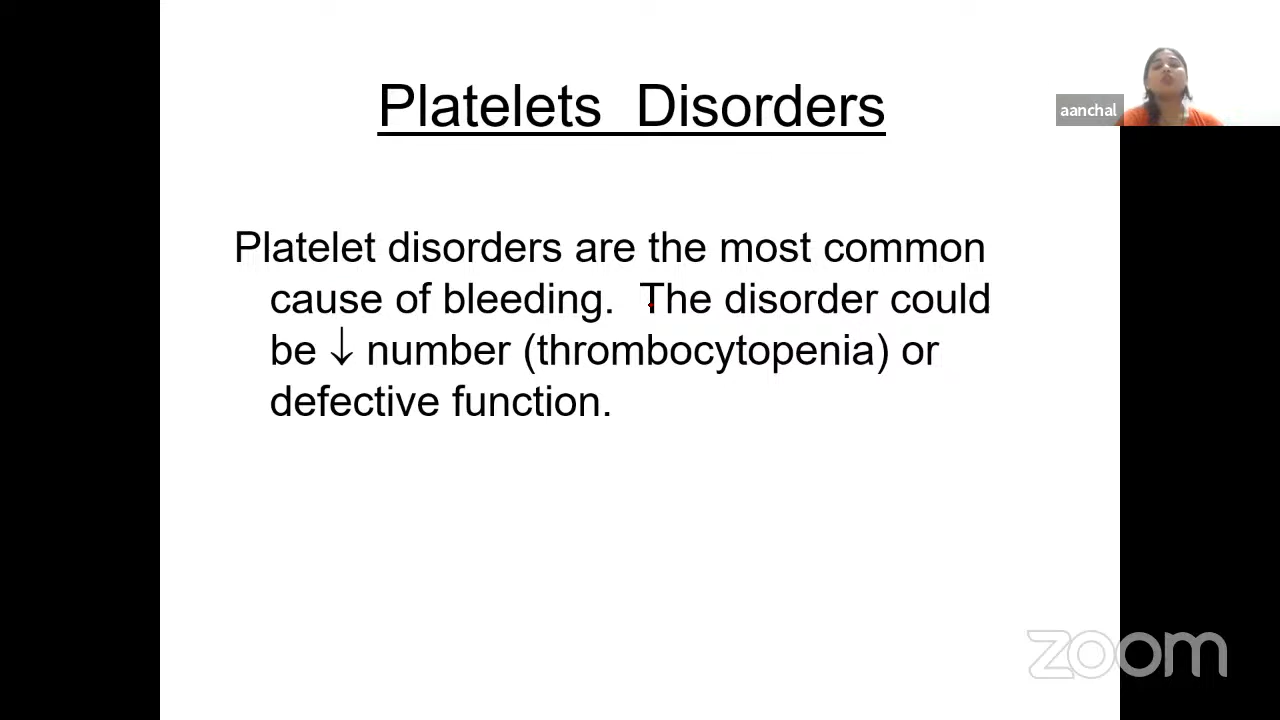 Platelets Disorders
aanchal
Platelet disorders are the most common
cause of bleeding. The disorder could
be ↓ number (thrombocytopenia) or
defective function.
zoom